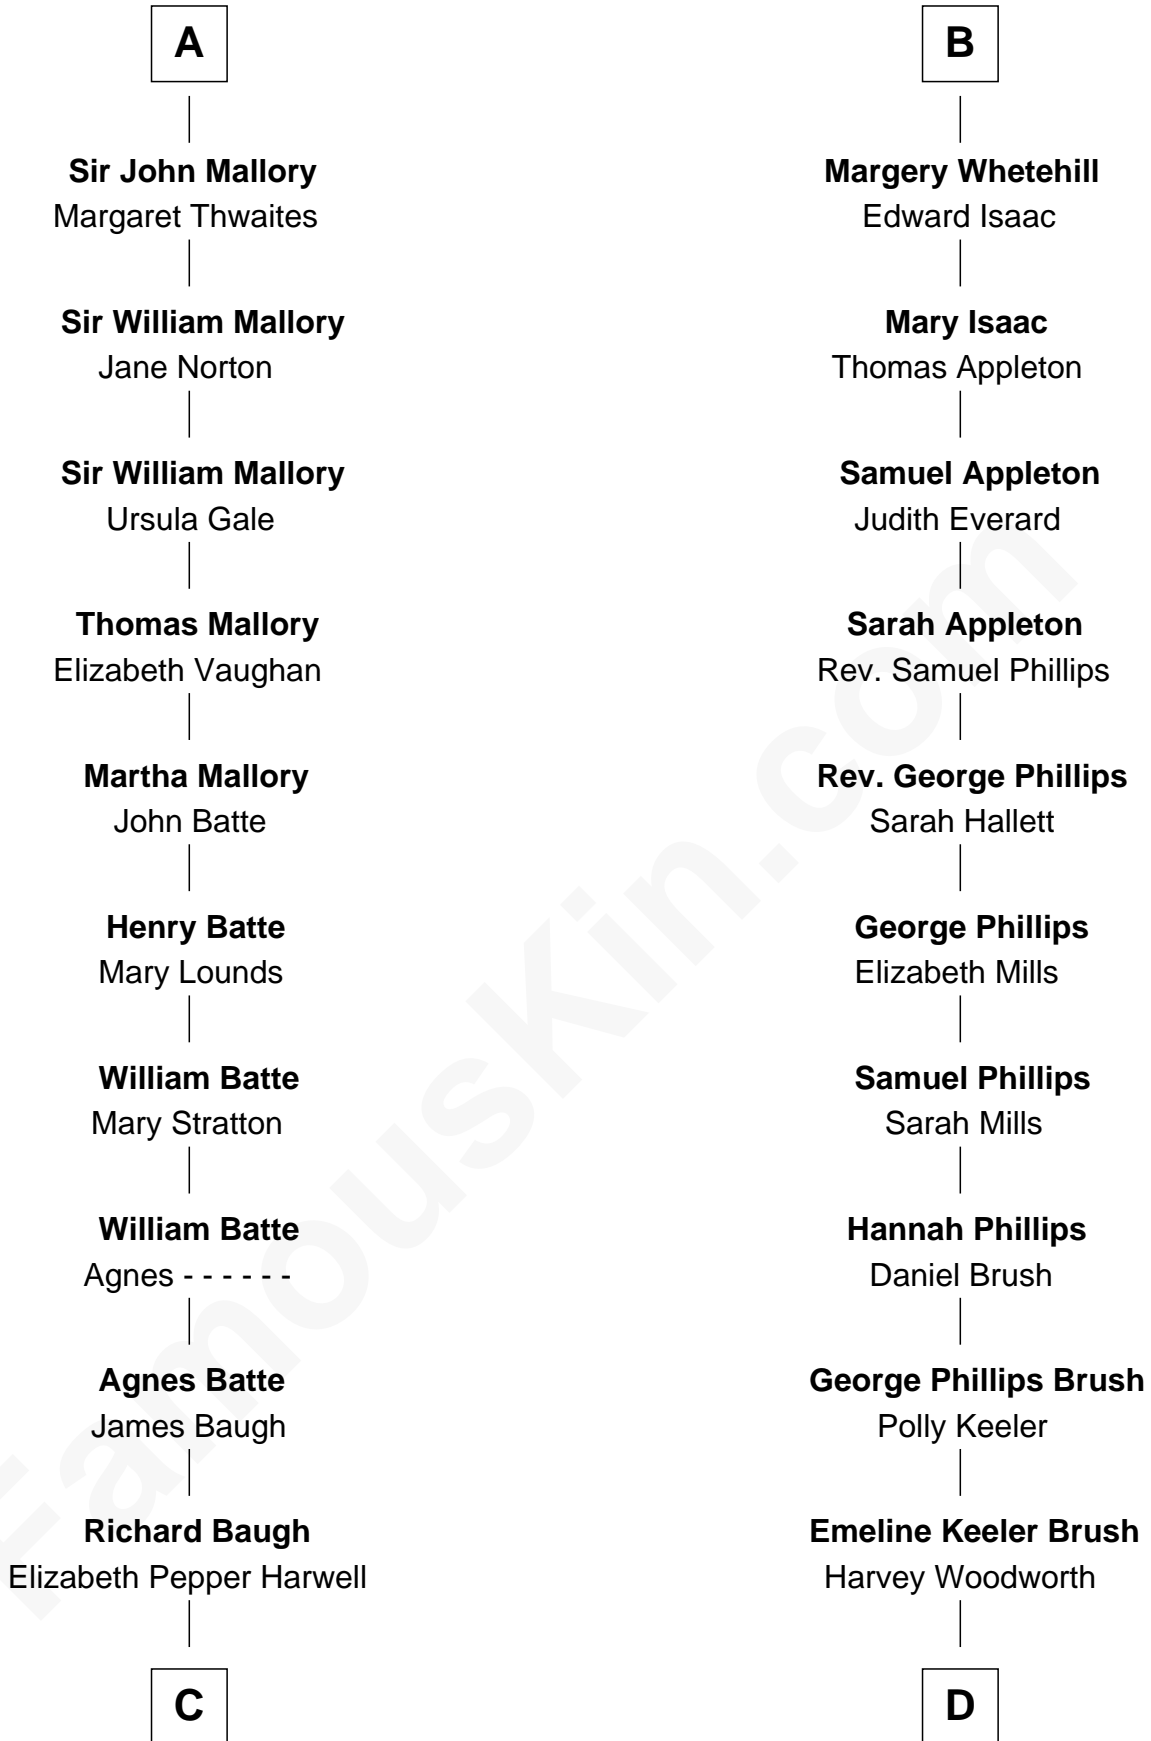 A
Sir John Mallory
Margaret Thwaites
Sir William Mallory
Jane Norton
Sir William Mallory
Ursula Gale
Thomas Mallory
Elizabeth Vaughan
Martha Mallory
John Batte
Henry Batte
Mary Lounds
William Batte
Mary Stratton
William Batte
Agnes - - - - - -
Agnes Batte
James Baugh
Richard Baugh
Elizabeth Pepper Harwell
C
B
Margery Whetehill
Edward Isaac
Mary Isaac
Thomas Appleton
Samuel Appleton
Judith Everard
Sarah Appleton
Rev. Samuel Phillips
Rev. George Phillips
Sarah Hallett
George Phillips
Elizabeth Mills
Samuel Phillips
Sarah Mills
Hannah Phillips
Daniel Brush
George Phillips Brush
Polly Keeler
Emeline Keeler Brush
Harvey Woodworth
D
FamousKin.com